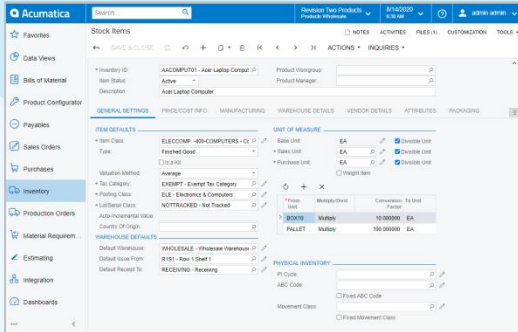 Acumatica
Search...
Revision Two Products
Products Wholesale
8/14/2020
6:36 AM
admin admin
Favorites
Data Views
Bills of Material
Product Configurator
Payables
Sales Orders
Purchases
Inventory
Production Orders
Material Requirem...
Estimating
Integration
Dashboards
Stock Items
NOTES ACTIVITIES FILES(1) CUSTOMIZATION TOOLS
SAVE & CLOSE ACTIONS INQUIRIES
* Inventory ID: AACOMPUT01 - Acer Laptop Comput
Item Status: Active
Description: Acer Laptop Computer
Product Workgroup:
Product Manager:
GENERAL SETTINGS PRICE/COST INFO MANUFACTURING WAREHOUSE DETAILS VENDOR DETAILS ATTRIBUTES PACKAGING
ITEM DEFAULTS
* Item Class: ELECCOMP -400-COMPUTERS - Cc
Type: Finished Good
Is a Kit
Valuation Method: Average
* Tax Category: EXEMPT - Exempt Tax Category
* Posting Class: ELE - Electronics & Computers
* Lot/Serial Class: NOTTRACKED - Not Tracked
Auto-Incremental Value:
Country Of Origin:
WAREHOUSE DEFAULTS
Default Warehouse: WHOLESALE - Wholesale Warehous
Default Issue From: R1S1 - Row 1 Shelf 1
Default Receipt To: RECEIVING - Receiving
UNIT OF MEASURE
* Base Unit: EA Divisible Unit
* Sales Unit: EA Divisible Unit
* Purchase Unit: EA Divisible Unit
Weight Item
* From Unit Multiply/Divide Conversion Factor To Unit
BOX10 Multiply 10.000000 EA
PALLET Multiply 100.000000 EA
PHYSICAL INVENTORY
PI Cycle:
ABC Code:
Fixed ABC Code
Movement Class:
Fixed Movement Class